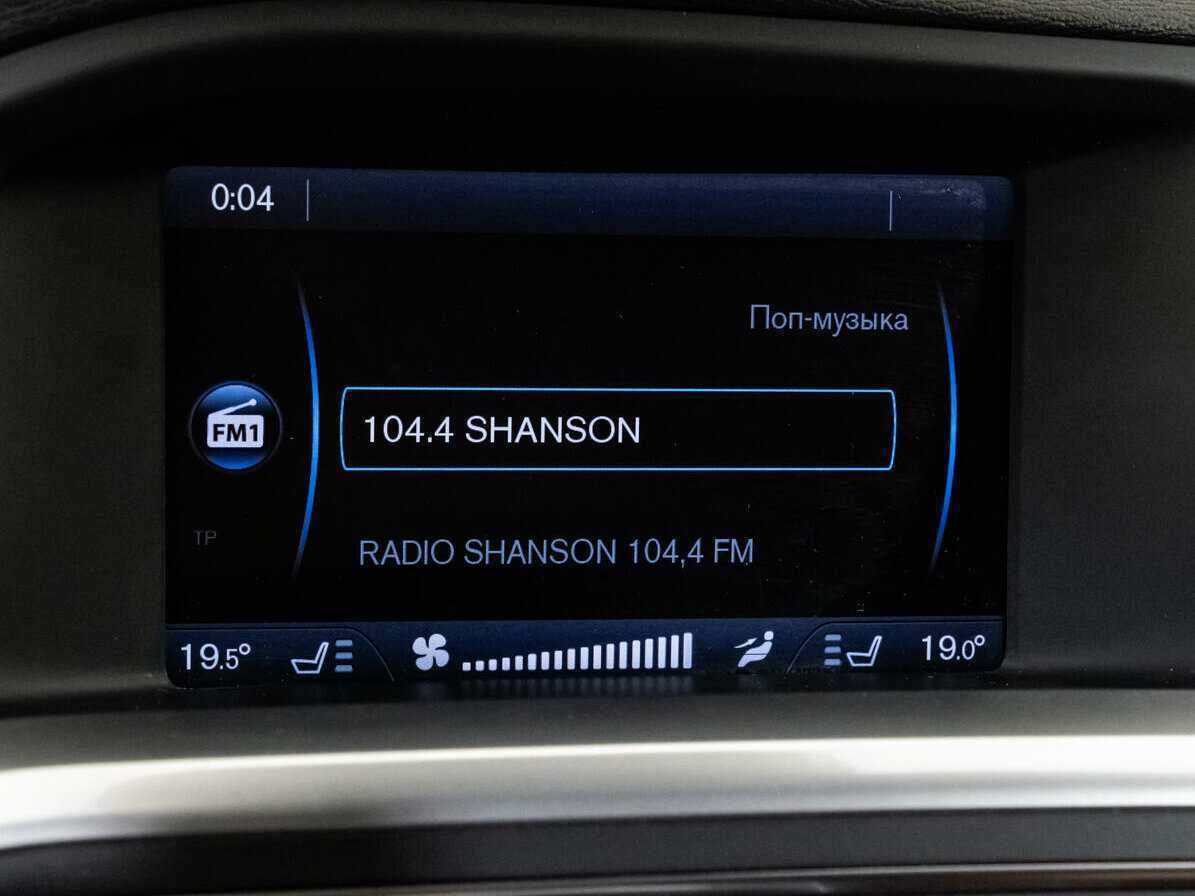 0:04
Поп-музыка
FM1
104.4 SHANSON
TP
RADIO SHANSON 104,4 FM
19.5° 19.0°